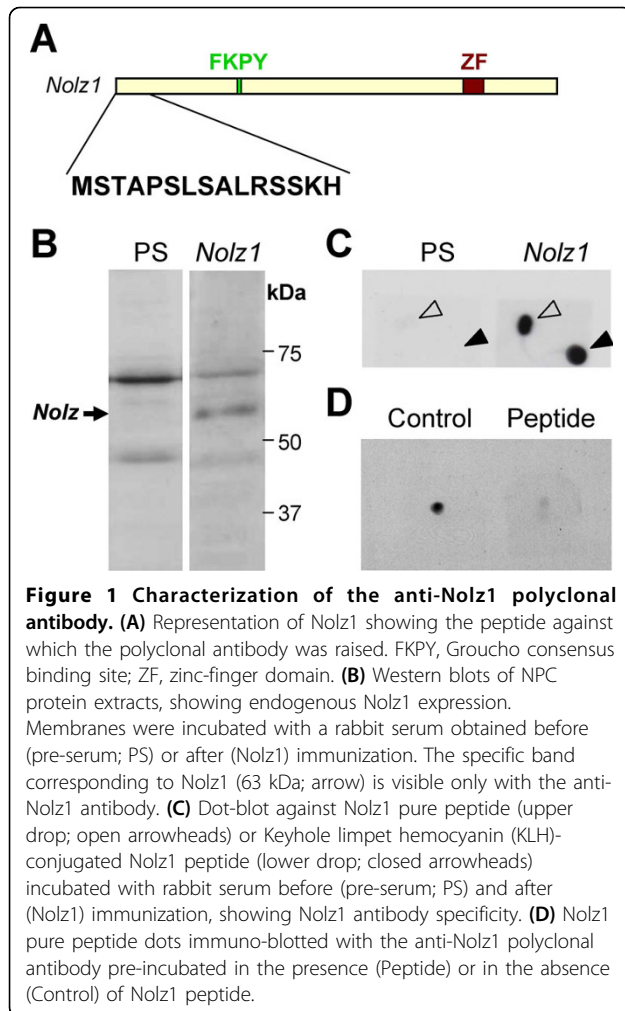 A
FKPY
ZF
Nolz1
MSTAPSLSALRSSKH
B
PS
Nolz1
kDa
75
Nolz
50
37
C
PS
Nolz1
D
Control
Peptide
Figure 1 Characterization of the anti-Nolz1 polyclonal
antibody. (A) Representation of Nolz1 showing the peptide against
which the polyclonal antibody was raised. FKPY, Groucho consensus
binding site; ZF, zinc-finger domain. (B) Western blots of NPC
protein extracts, showing endogenous Nolz1 expression.
Membranes were incubated with a rabbit serum obtained before
(pre-serum; PS) or after (Nolz1) immunization. The specific band
corresponding to Nolz1 (63 kDa; arrow) is visible only with the anti-
Nolz1 antibody. (C) Dot-blot against Nolz1 pure peptide (upper
drop; open arrowheads) or Keyhole limpet hemocyanin (KLH)-
conjugated Nolz1 peptide (lower drop; closed arrowheads)
incubated with rabbit serum before (pre-serum; PS) and after
(Nolz1) immunization, showing Nolz1 antibody specificity. (D) Nolz1
pure peptide dots immuno-blotted with the anti-Nolz1 polyclonal
antibody pre-incubated in the presence (Peptide) or in the absence
(Control) of Nolz1 peptide.